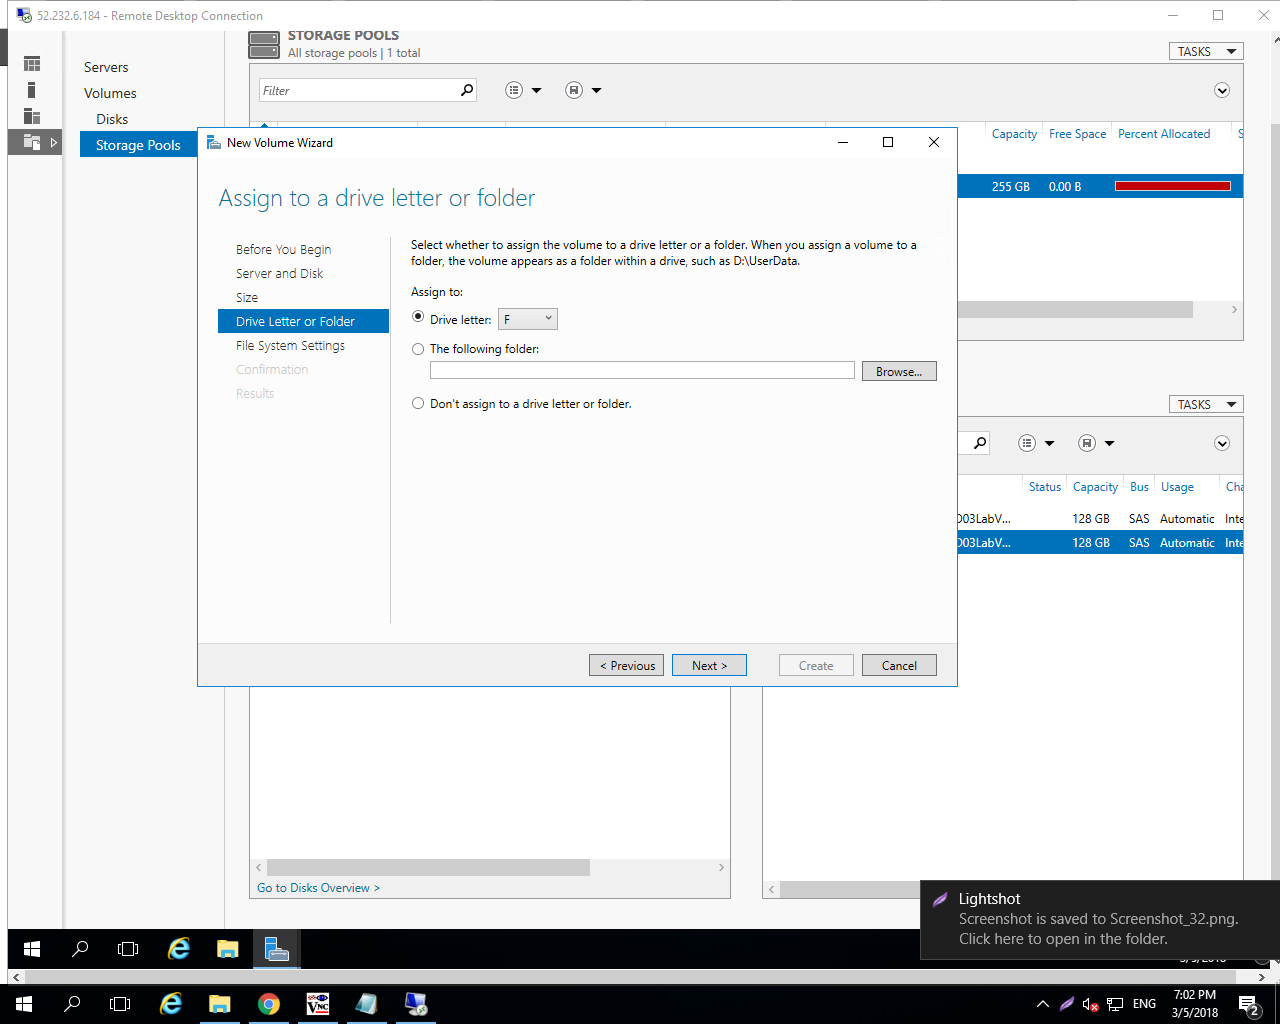 52.232.6.184 - Remote Desktop Connection
STORAGE POOLS
All storage pools | 1 total
TASKS
Servers
Volumes
Disks
Storage Pools
Filter
Capacity Free Space Percent Allocated S
255 GB 0.00 B
New Volume Wizard
Assign to a drive letter or folder
Before You Begin
Server and Disk
Size
Drive Letter or Folder
File System Settings
Confirmation
Results
Select whether to assign the volume to a drive letter or a folder. When you assign a volume to a
folder, the volume appears as a folder within a drive, such as D:\UserData.
Assign to:
Drive letter: F
The following folder:
Browse...
Don't assign to a drive letter or folder.
< Previous Next > Create Cancel
TASKS
Status Capacity Bus Usage Cha
003LabV... 128 GB SAS Automatic Inte
003LabV... 128 GB SAS Automatic Inte
Go to Disks Overview >
Lightshot
Screenshot is saved to Screenshot_32.png.
Click here to open in the folder.
VNC
ENG
7:02 PM
3/5/2018
2